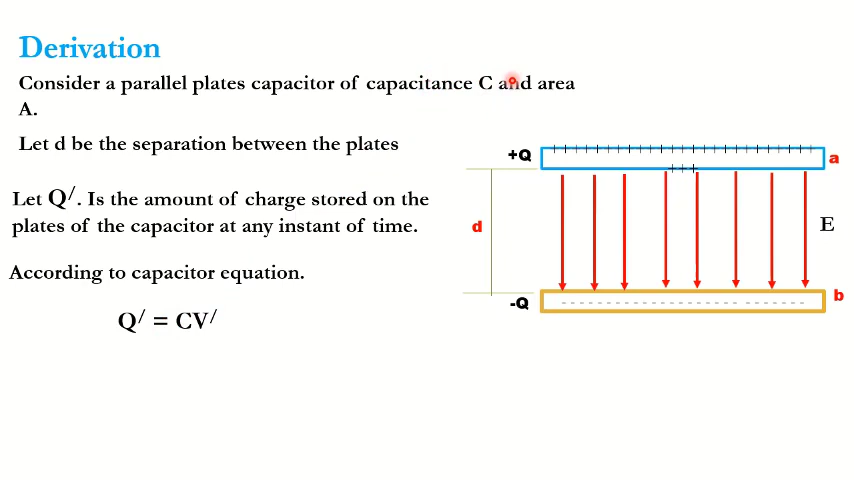 Derivation
Consider a parallel plates capacitor of capacitance C and area
A.
Let d be the separation between the plates
Let Q/. Is the amount of charge stored on the
plates of the capacitor at any instant of time.
According to capacitor equation.
Q/ = CV/
+Q
a
d
E
-Q
b